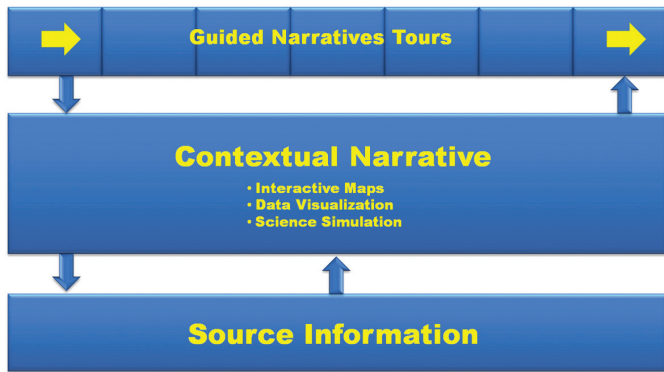 Guided Narratives Tours
Contextual Narrative
• Interactive Maps
• Data Visualization
• Science Simulation
Source Information